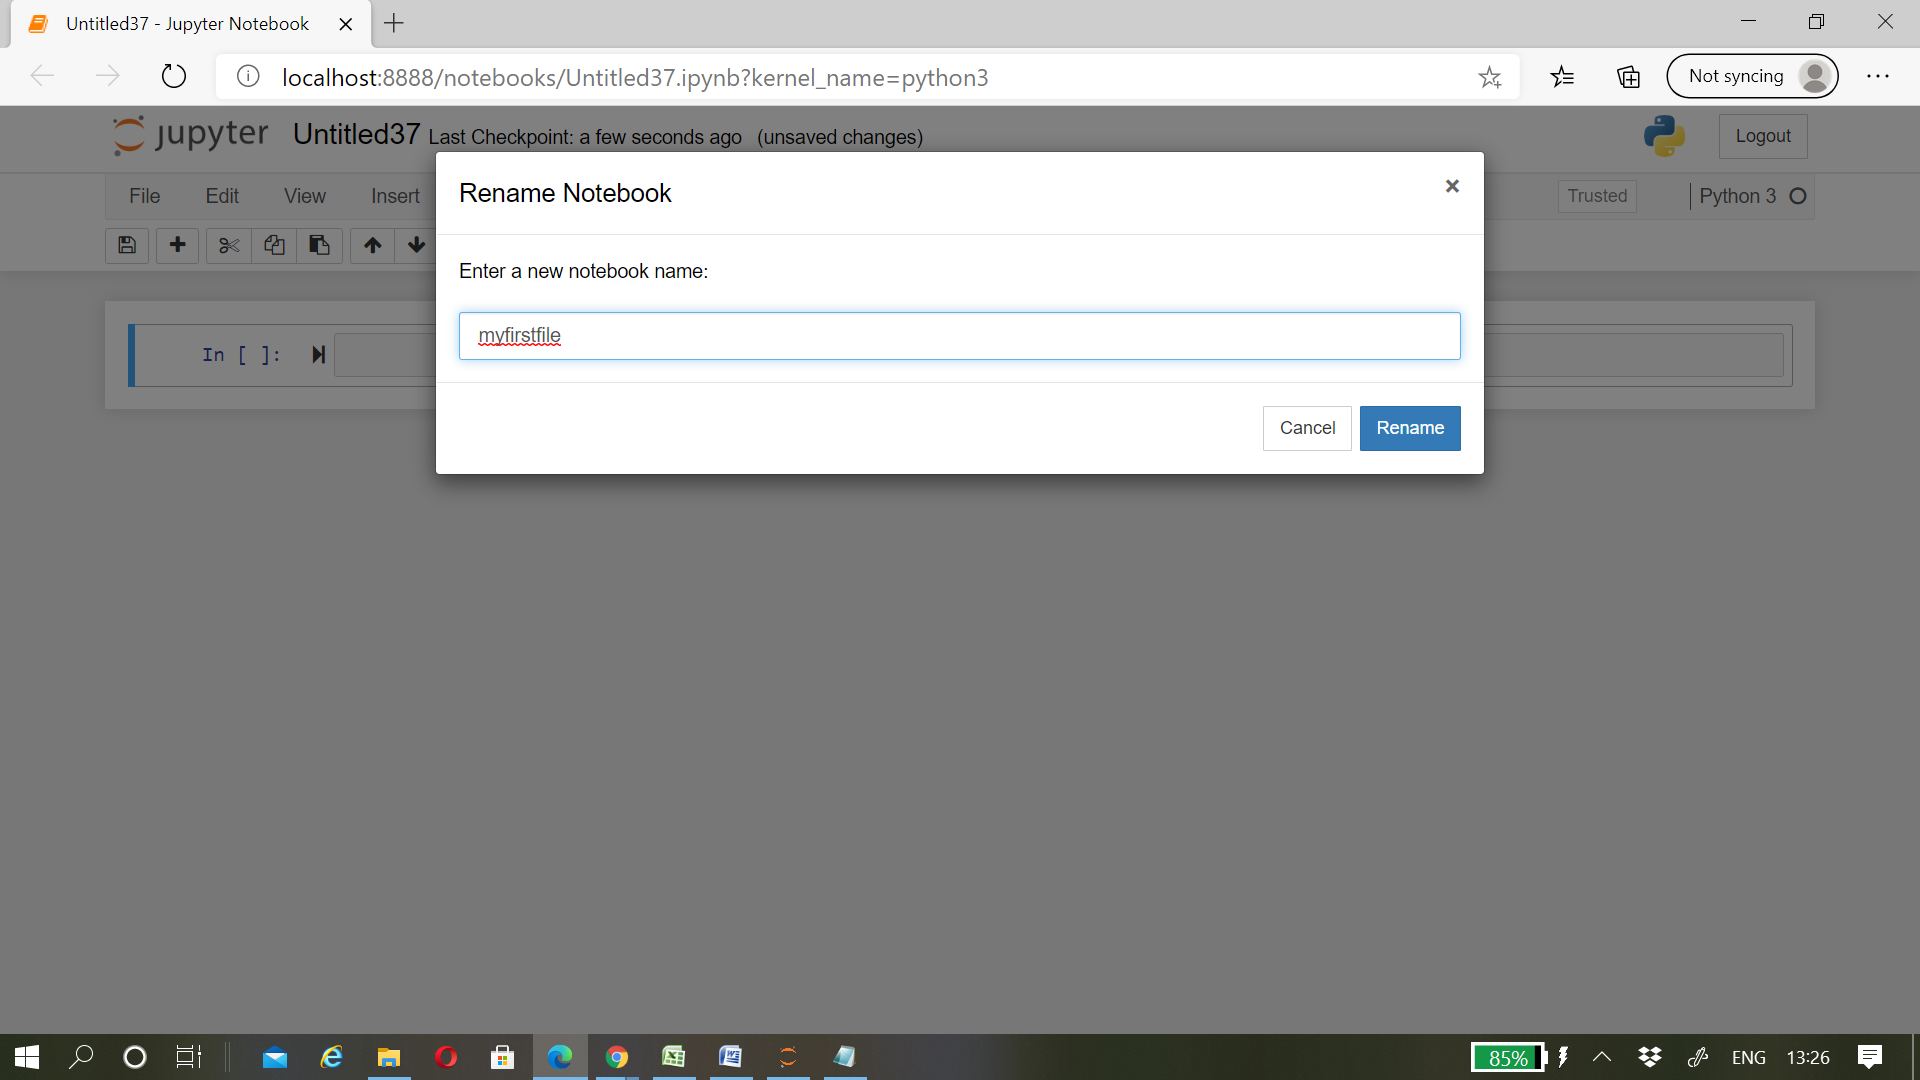 Untitled37 - Jupyter Notebook
localhost:8888/notebooks/Untitled37.ipynb?kernel_name=python3
Not syncing
jupyter Untitled37 Last Checkpoint: a few seconds ago (unsaved changes)
Logout
File Edit View Insert
Trusted
Python 3
Rename Notebook
Enter a new notebook name:
myfirstfile
Cancel Rename
In [ ]:
85% ENG 13:26